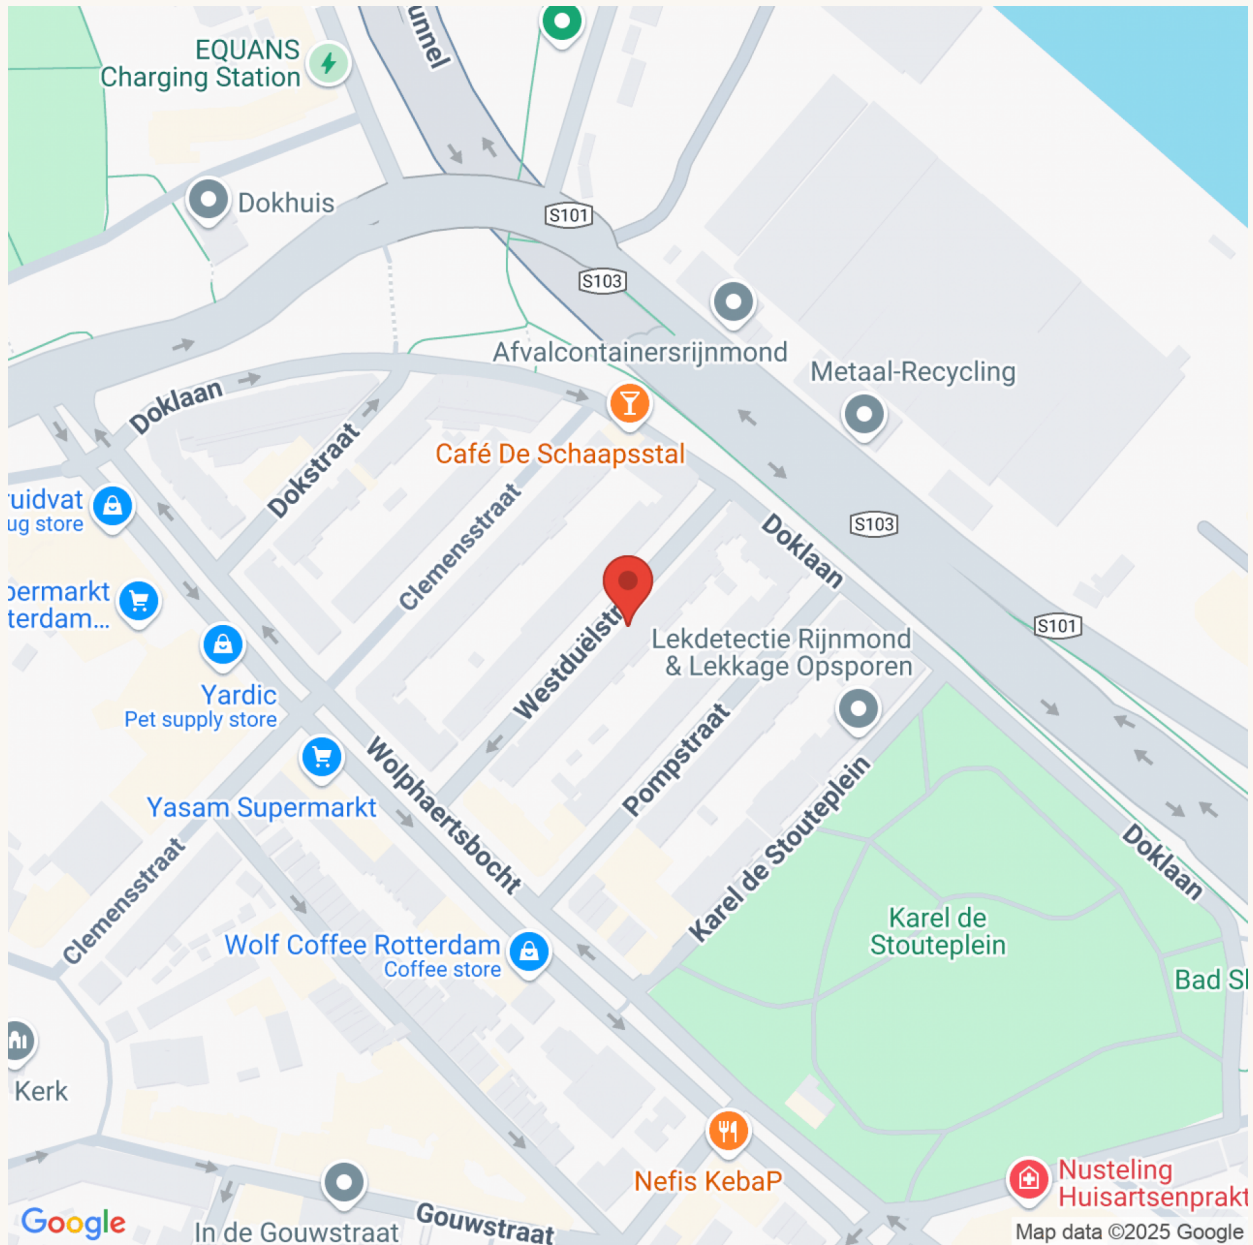 unnel
EQUANS
Charging Station
Dokhuis
S101
S103
Afvalcontainersrijnmond
Metaal-Recycling
Doklaan
Café De Schaapsstal
Dokstraat
ruidvat
ug store
Clemensstraat
S103
Doklaan
permarkt
terdam...
Westduëlstr
Lekdetectie Rijnmond
& Lekkage Opsporen
S101
Yardic
Pet supply store
Pompstraat
Wolphaertsbocht
Yasam Supermarkt
Karel de Stouteplein
Clemensstraat
Doklaan
Karel de
Stouteplein
Wolf Coffee Rotterdam
Coffee store
Bad Sl
Kerk
Nefis KebaP
Nusteling
Huisartsenprakt
Gouwstraat
In de Gouwstraat
Google
Map data ©2025 Google